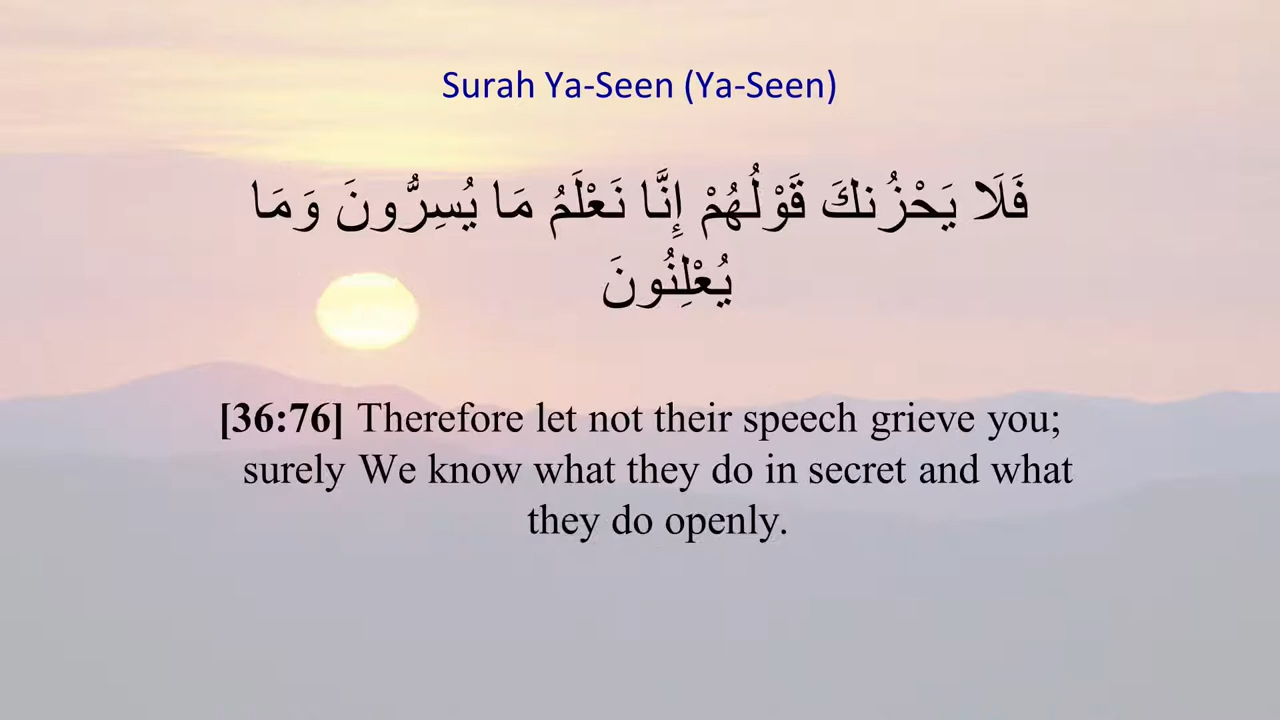 Surah Ya-Seen (Ya-Seen)
فَلَا يَحْزُنكَ قَوْلُهُمْ إِنَّا نَعْلَمُ مَا يُسِرُّونَ وَمَا
يُعْلِنُونَ
[36:76] Therefore let not their speech grieve you;
surely We know what they do in secret and what
they do openly.